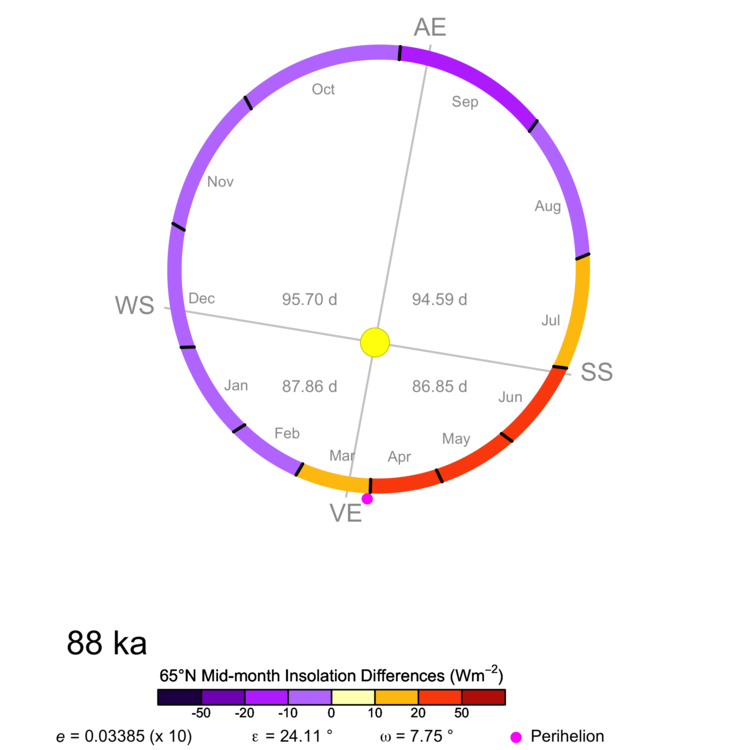 AE
Oct
Sep
Nov
Aug
WS
Dec
95.70 d
94.59 d
Jul
SS
Jan
87.86 d
86.85 d
Jun
Feb
May
Mar
Apr
VE
88 ka
65°N Mid-month Insolation Differences (Wm⁻²)
-50 -20 -10 0 10 20 50
e = 0.03385 (x 10) ε = 24.11 ° ω = 7.75 ° Perihelion